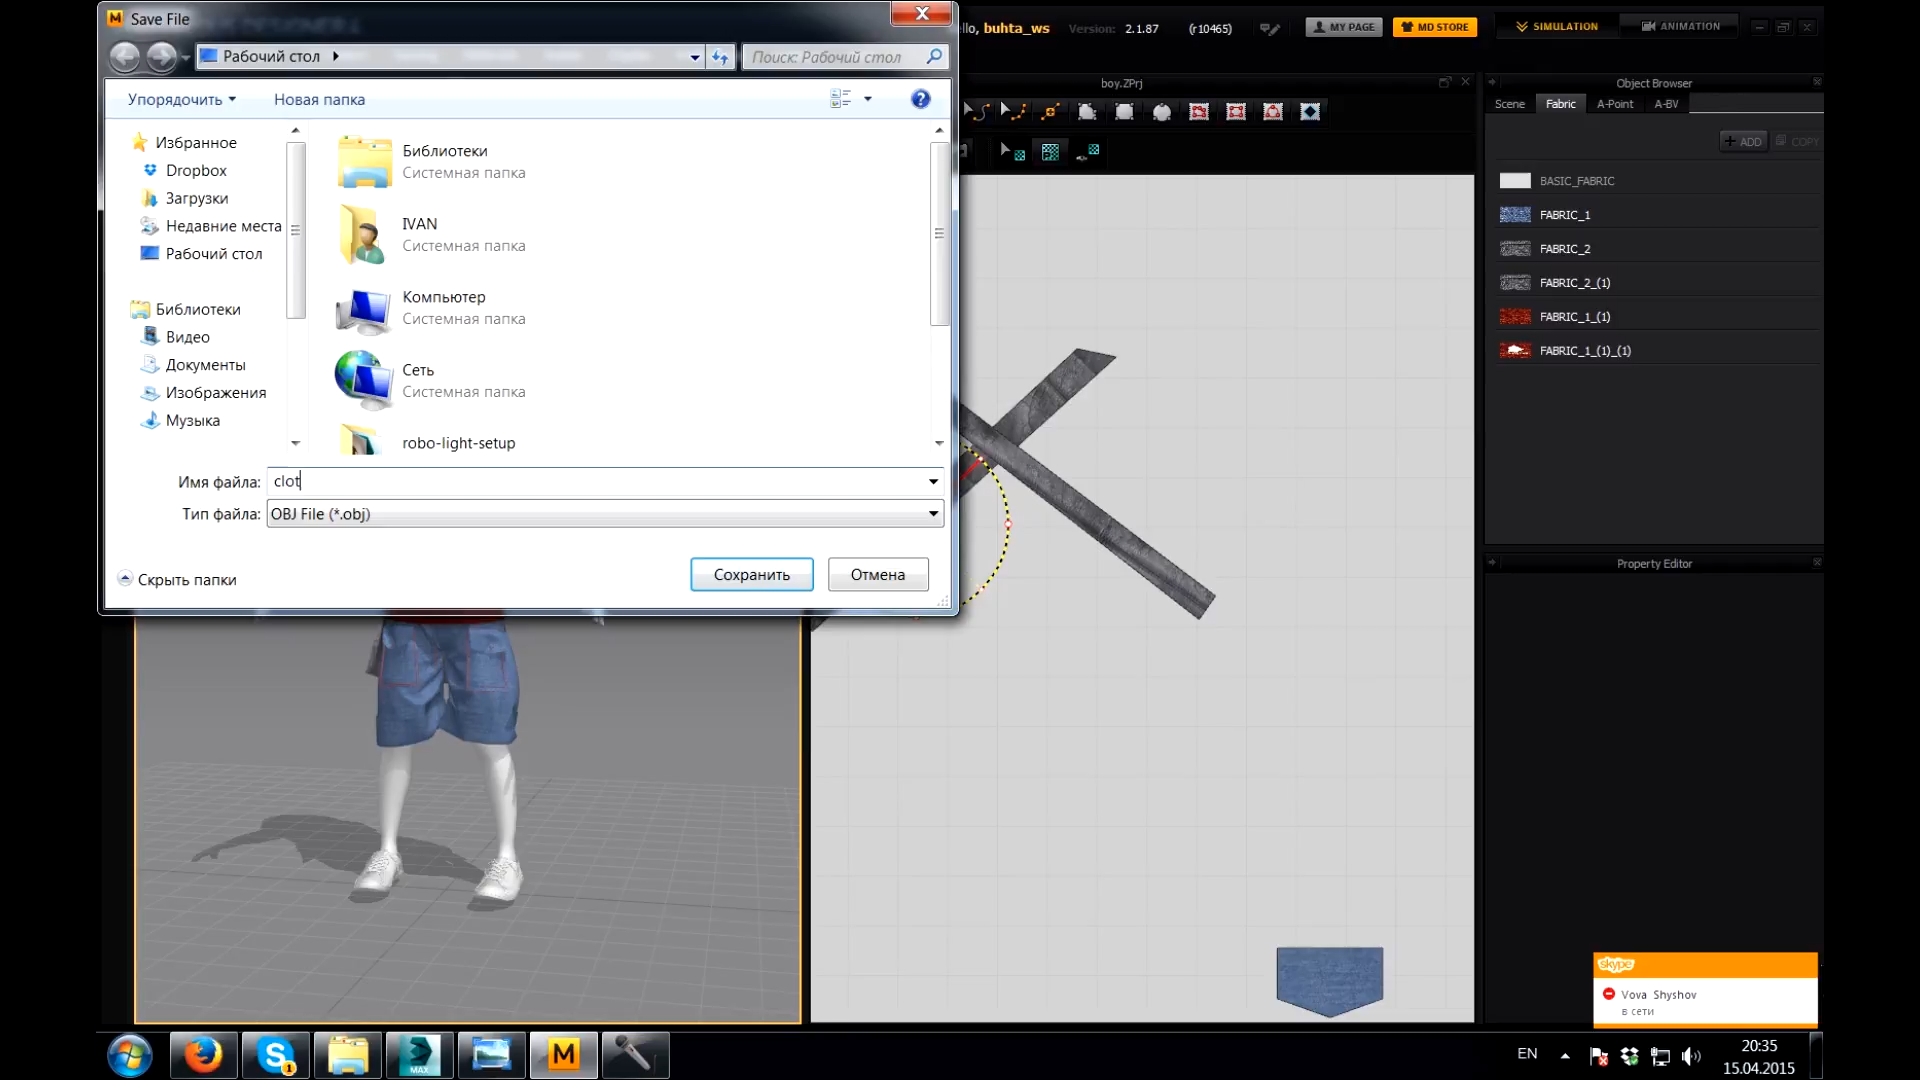 Save File
Рабочий стол
Поиск: Рабочий стол
Упорядочить
Новая папка
Избранное
Dropbox
Загрузки
Недавние места
Рабочий стол
Библиотеки
Видео
Документы
Изображения
Музыка
Библиотеки
Системная папка
IVAN
Системная папка
Компьютер
Системная папка
Сеть
Системная папка
robo-light-setup
Имя файла: clot
Тип файла: OBJ File (*.obj)
Скрыть папки
Сохранить
Отмена
buhta_ws
Version: 2.1.87 (r10465)
MY PAGE
MD STORE
SIMULATION
ANIMATION
boy.ZPrj
Object Browser
Scene
Fabric
A-Point
A-BV
+ ADD
COPY
BASIC_FABRIC
FABRIC_1
FABRIC_2
FABRIC_2_(1)
FABRIC_1_(1)
FABRIC_1_(1)_(1)
Property Editor
skype
Vova Shyshov
в сети
1
MAX
M
EN
20:35
15.04.2015